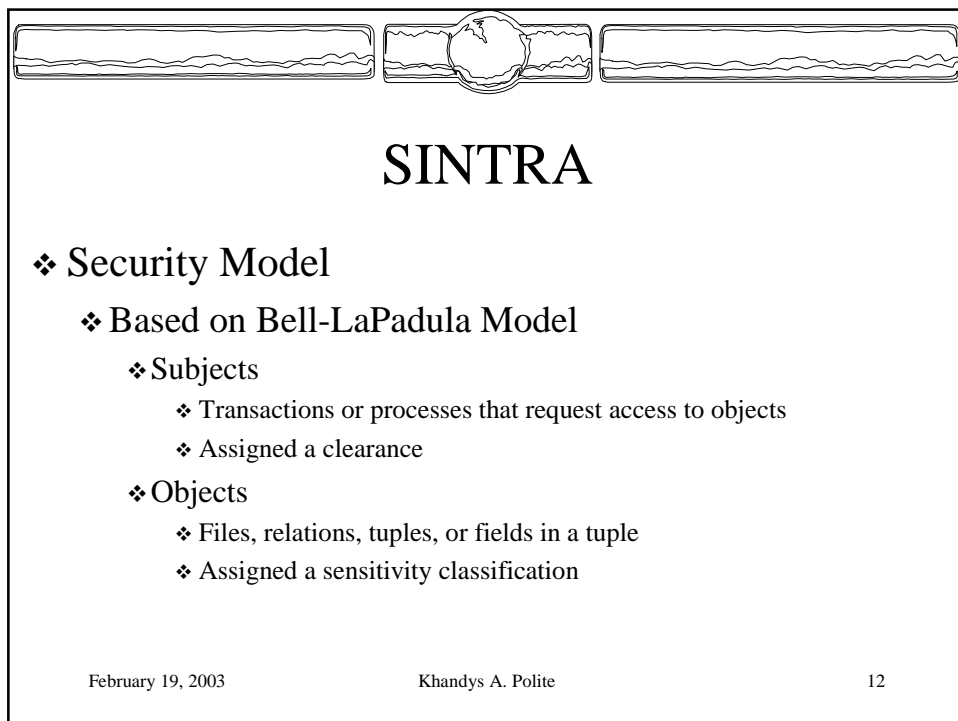 SINTRA
❖ Security Model
❖ Based on Bell-LaPadula Model
❖ Subjects
❖ Transactions or processes that request access to objects
❖ Assigned a clearance
❖ Objects
❖ Files, relations, tuples, or fields in a tuple
❖ Assigned a sensitivity classification
February 19, 2003 Khandys A. Polite 12